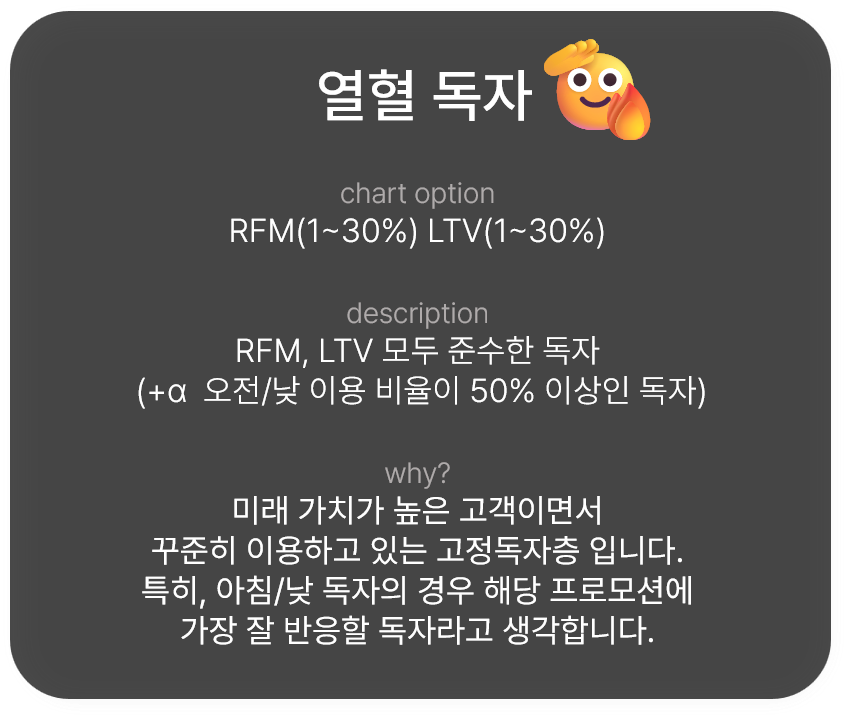 열혈 독자
chart option
RFM(1~30%) LTV(1~30%)
description
RFM, LTV 모두 준수한 독자
(+α 오전/낮 이용 비율이 50% 이상인 독자)
why?
미래 가치가 높은 고객이면서
꾸준히 이용하고 있는 고정독자층 입니다.
특히, 아침/낮 독자의 경우 해당 프로모션에
가장 잘 반응할 독자라고 생각합니다.